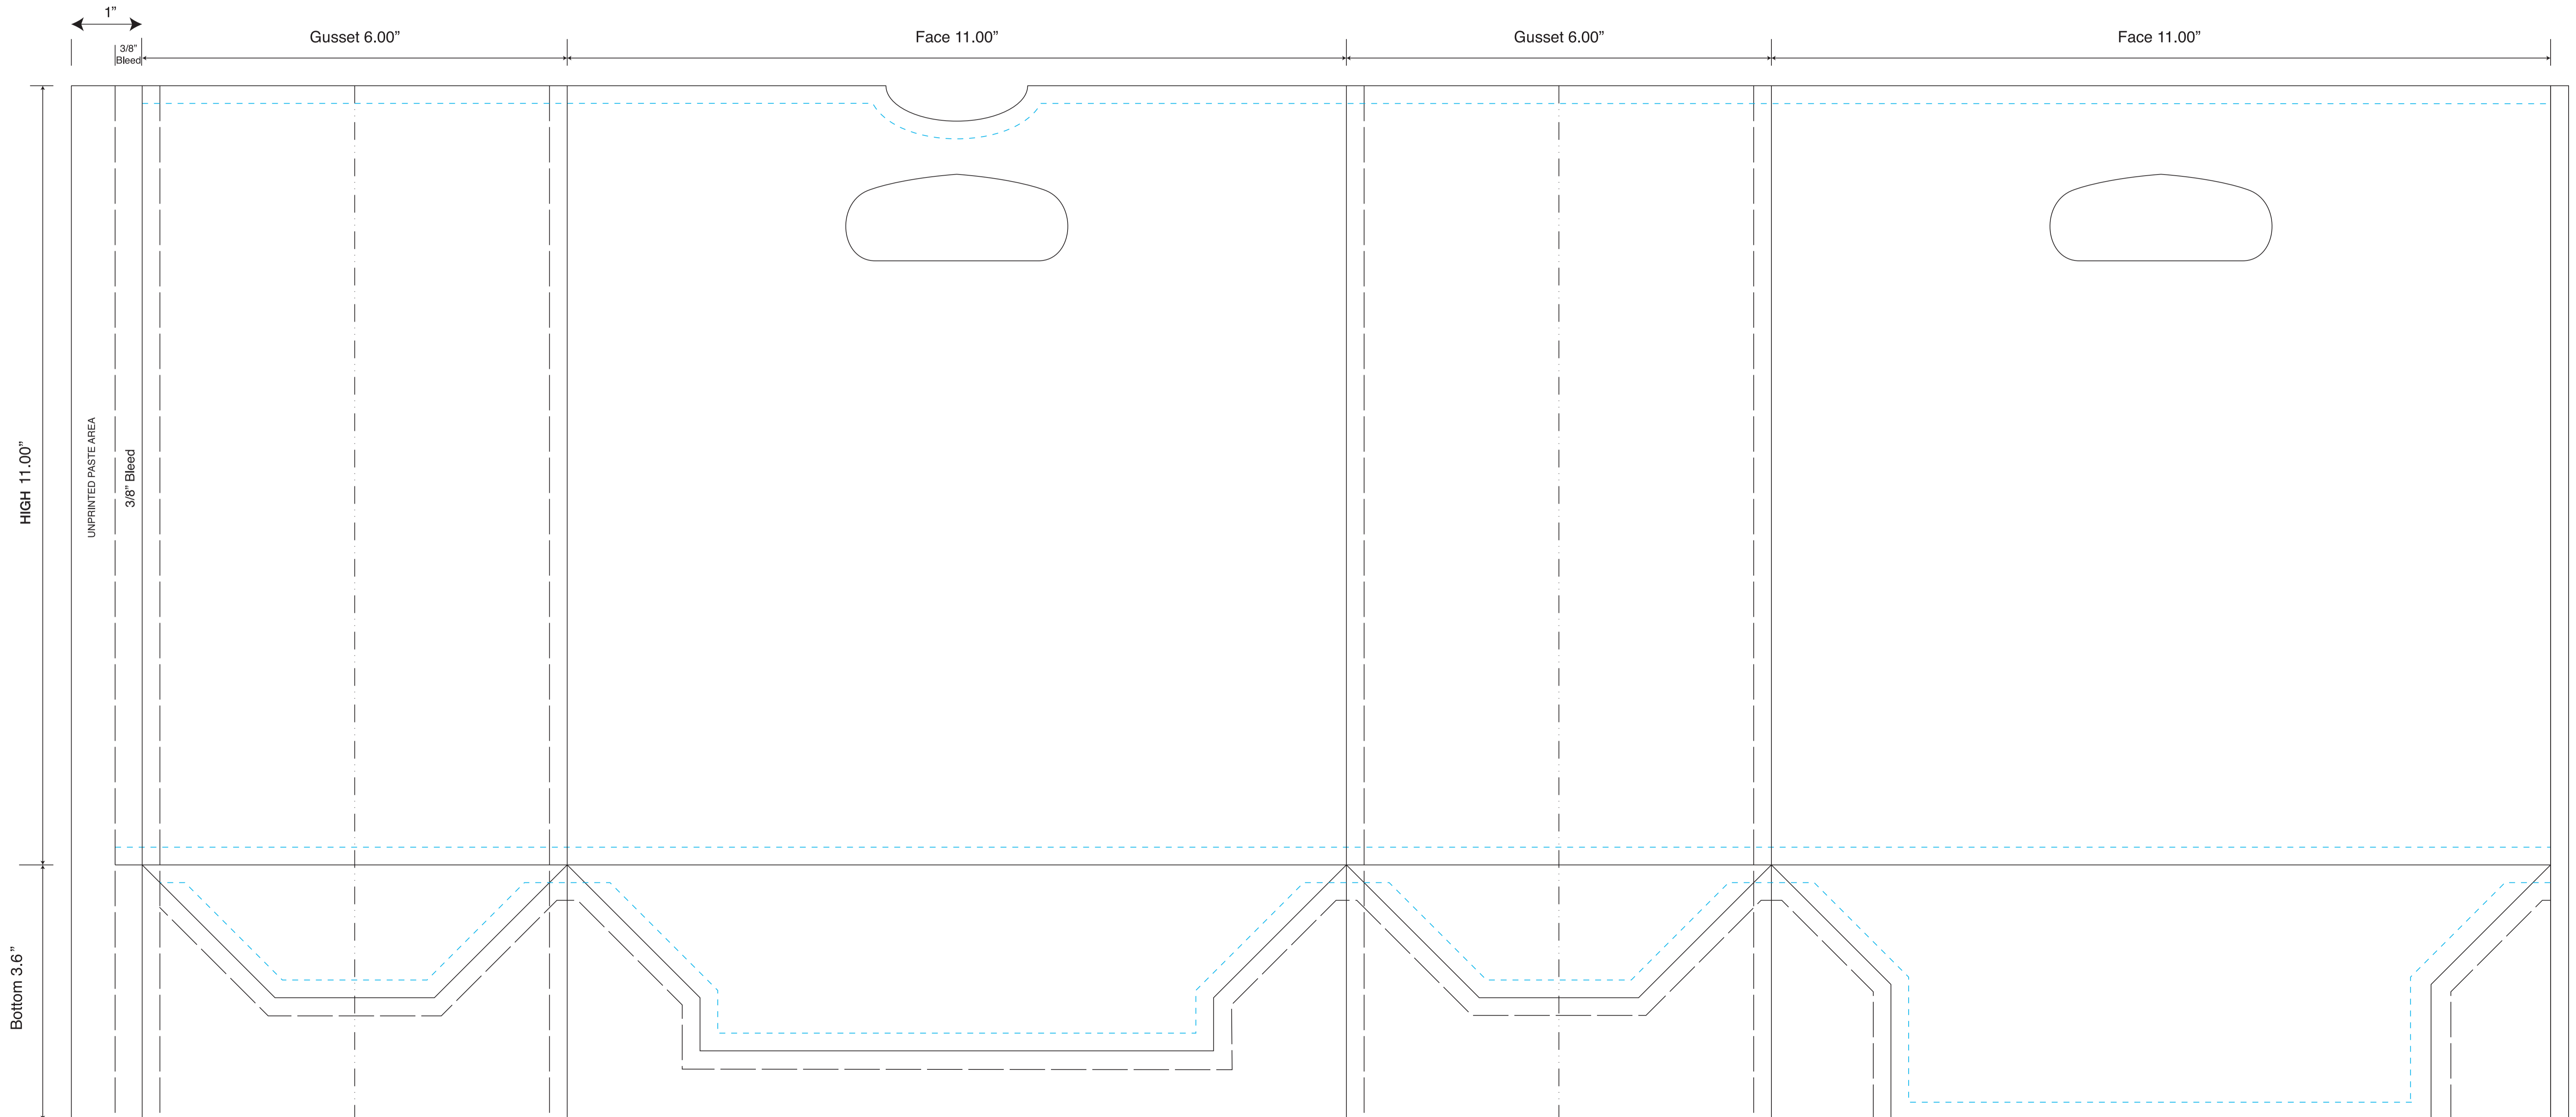 1”
Gusset 6.00”
Face 11.00”
Gusset 6.00”
Face 11.00”
3/8”
Bleed
HIGH 11.00”
UNPRINTED PASTE AREA
3/8” Bleed
Bottom 3.6”